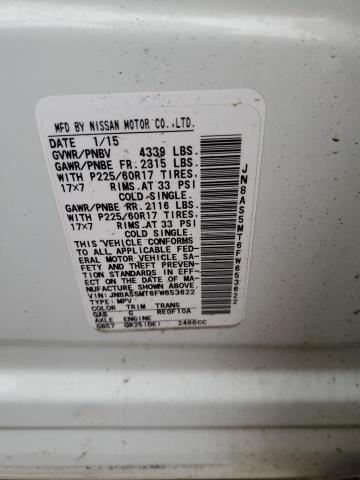 MFD BY NISSAN MOTOR CO.,LTD.
DATE 1/15
GVWR/PNBV 4339 LBS.
GAWR/PNBE FR. 2315 LBS.
WITH P225/60R17 TIRES,
17X7 RIMS,AT 33 PSI
COLD SINGLE.
GAWR/PNBE RR. 2116 LBS.
WITH P225/60R17 TIRES,
17X7 RIMS,AT 33 PSI
COLD SINGLE.
THIS VEHICLE CONFORMS
TO ALL APPLICABLE FED-
ERAL MOTOR VEHICLE SA-
FETY AND THEFT PREVEN-
TION STANDARDS IN EFF-
ECT ON THE DATE OF MA-
NUFACTURE SHOWN ABOVE
JN8AS5MT6FW653622
TYPE: MPV
COLOR TRIM TRANS
QAB G RE0F10A
AXLE ENGINE
GB57 QR25(DE) 2488CC
JN8AS5MT6FW653622